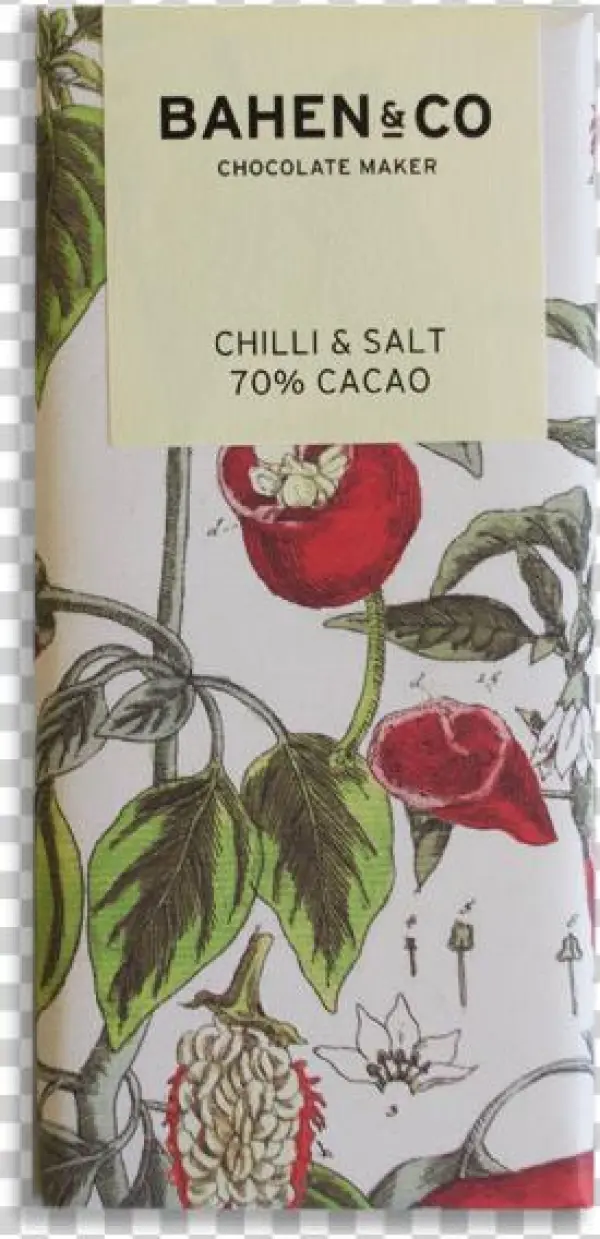 BAHEN & CO
CHOCOLATE MAKER
CHILLI & SALT
70% CACAO